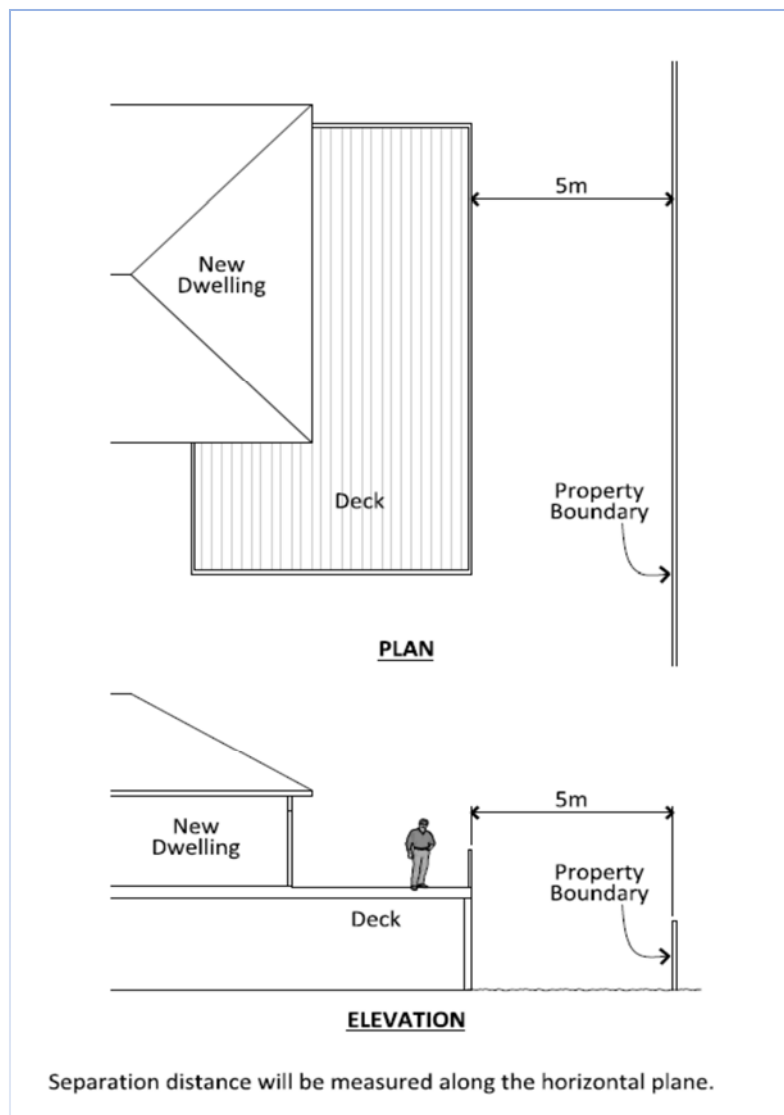 5m
New
Dwelling
Deck
Property
Boundary
PLAN
5m
New
Dwelling
Property
Boundary
Deck
ELEVATION
Separation distance will be measured along the horizontal plane.